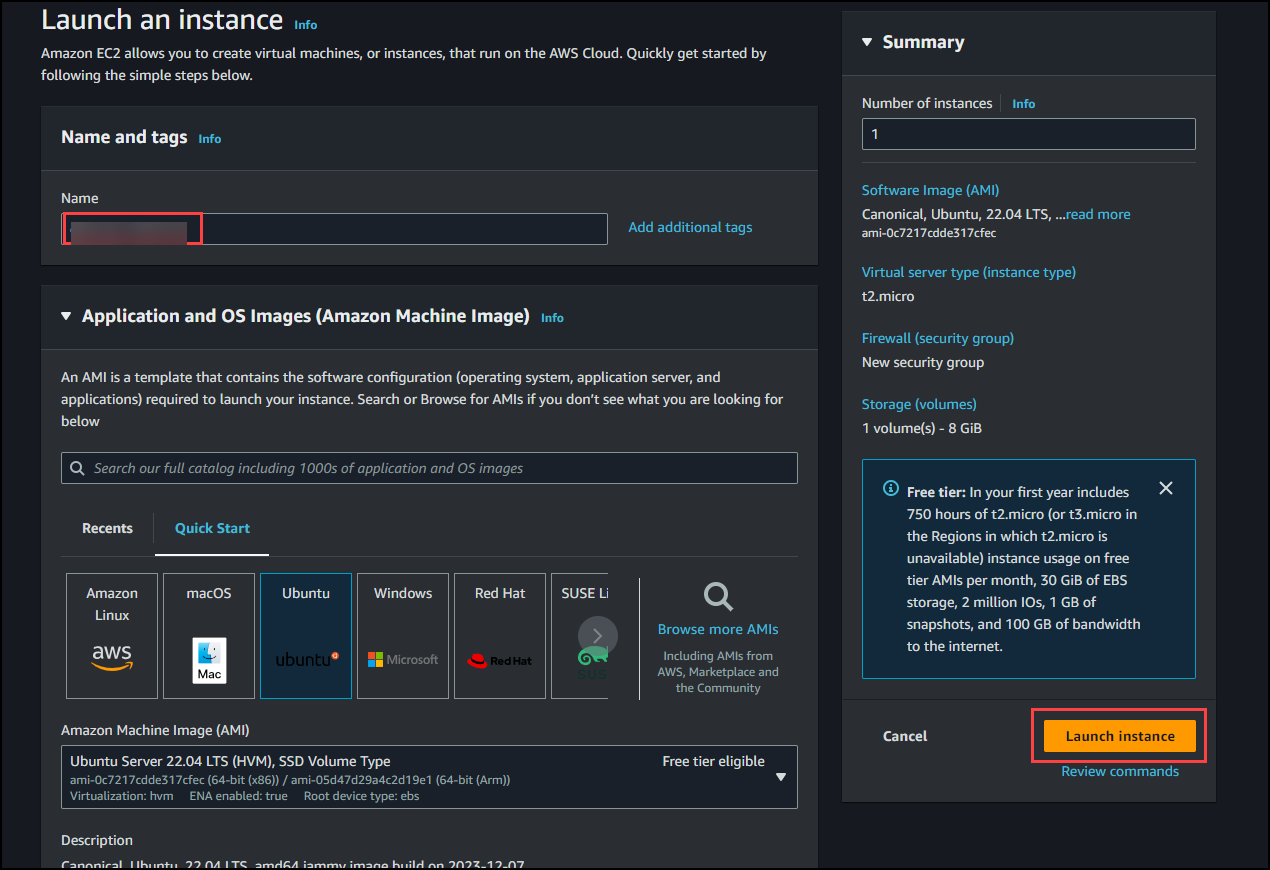 Launch an instance Info
Amazon EC2 allows you to create virtual machines, or instances, that run on the AWS Cloud. Quickly get started by
following the simple steps below.
Name and tags Info
Name
Add additional tags
Application and OS Images (Amazon Machine Image) Info
An AMI is a template that contains the software configuration (operating system, application server, and
applications) required to launch your instance. Search or Browse for AMIs if you don’t see what you are looking for
below
Search our full catalog including 1000s of application and OS images
Recents
Quick Start
Amazon
Linux
aws
macOS
Mac
Ubuntu
ubuntu
Windows
Microsoft
Red Hat
Red Hat
SUSE Li
Browse more AMIs
Including AMIs from
AWS, Marketplace and
the Community
Amazon Machine Image (AMI)
Ubuntu Server 22.04 LTS (HVM), SSD Volume Type
Free tier eligible
ami-0c7217cdde317cfec (64-bit (x86)) / ami-05d47d29a4c2d19e1 (64-bit (Arm))
Virtualization: hvm ENA enabled: true Root device type: ebs
Description
Canonical, Ubuntu, 22.04 LTS, amd64 jammy image build on 2023-12-07
Summary
Number of instances Info
1
Software Image (AMI)
Canonical, Ubuntu, 22.04 LTS, ...read more
ami-0c7217cdde317cfec
Virtual server type (instance type)
t2.micro
Firewall (security group)
New security group
Storage (volumes)
1 volume(s) - 8 GiB
Free tier: In your first year includes
750 hours of t2.micro (or t3.micro in
the Regions in which t2.micro is
unavailable) instance usage on free
tier AMIs per month, 30 GiB of EBS
storage, 2 million IOs, 1 GB of
snapshots, and 100 GB of bandwidth
to the internet.
Cancel
Launch instance
Review commands